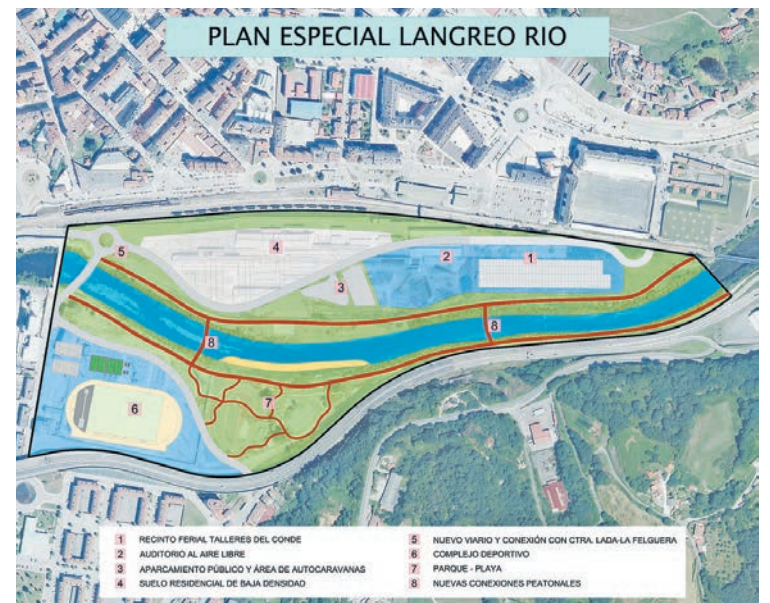 PLAN ESPECIAL LANGREO RIO
5
4
2
1
3
8
8
7
6
1 RECINTO FERIAL TALLERES DEL CONDE
2 AUDITORIO AL AIRE LIBRE
3 APARCAMIENTO PÚBLICO Y ÁREA DE AUTOCARAVANAS
4 SUELO RESIDENCIAL DE BAJA DENSIDAD
5 NUEVO VIARIO Y CONEXIÓN CON CTRA. LADA-LA FELGUERA
6 COMPLEJO DEPORTIVO
7 PARQUE - PLAYA
8 NUEVAS CONEXIONES PEATONALES